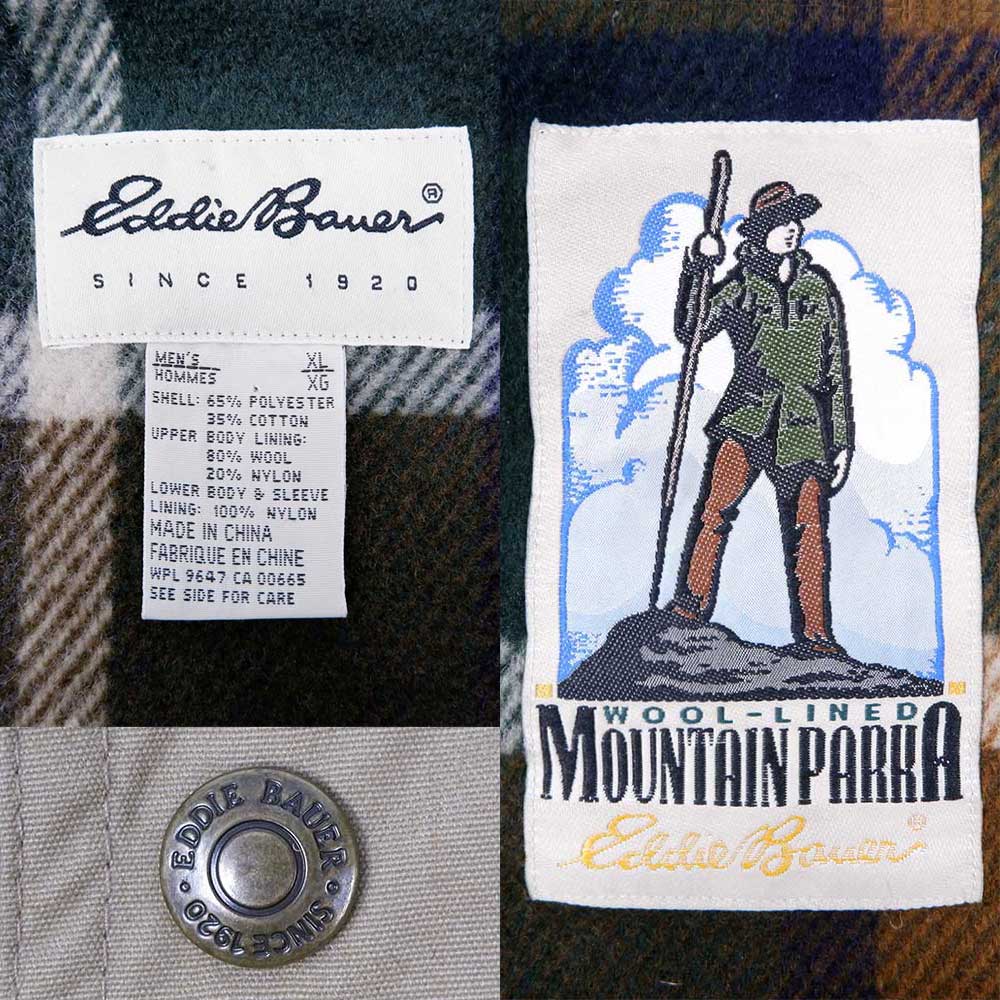 Eddie Bauer®
SINCE 1920
MEN'S XL
HOMMES XG
SHELL: 65% POLYESTER
35% COTTON
UPPER BODY LINING:
80% WOOL
20% NYLON
LOWER BODY & SLEEVE
LINING: 100% NYLON
MADE IN CHINA
FABRIQUE EN CHINE
WPL 9647 CA 00665
SEE SIDE FOR CARE
EDDIE BAUER
• SINCE 1920 •
WOOL-LINED
MOUNTAIN PARKA
Eddie Bauer®